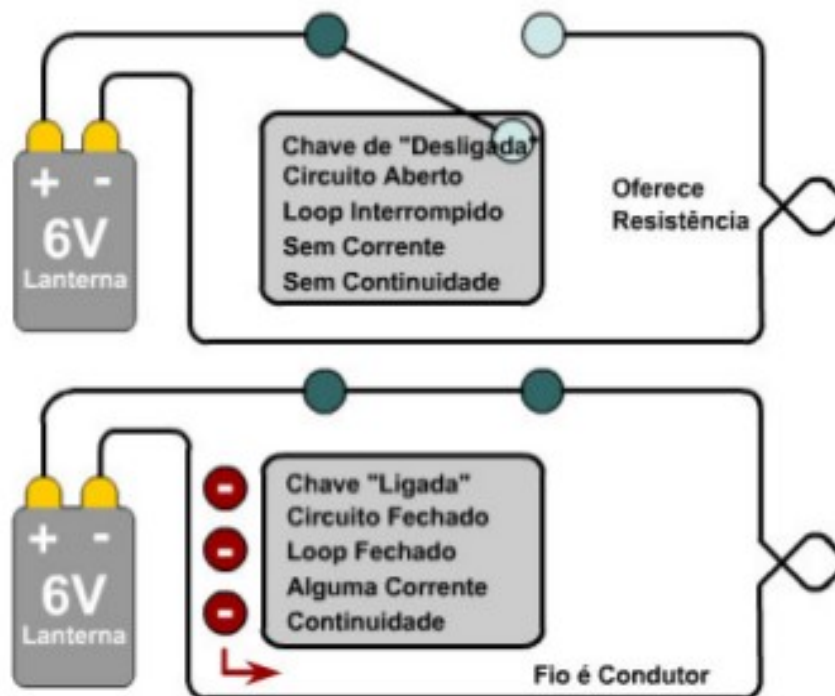 Chave de "Desligada"
Circuito Aberto
Loop Interrompido
Sem Corrente
Sem Continuidade
Oferece
Resistência
+ -
6V
Lanterna
Chave "Ligada"
Circuito Fechado
Loop Fechado
Alguma Corrente
Continuidade
-
-
-
+ -
6V
Lanterna
Fio é Condutor